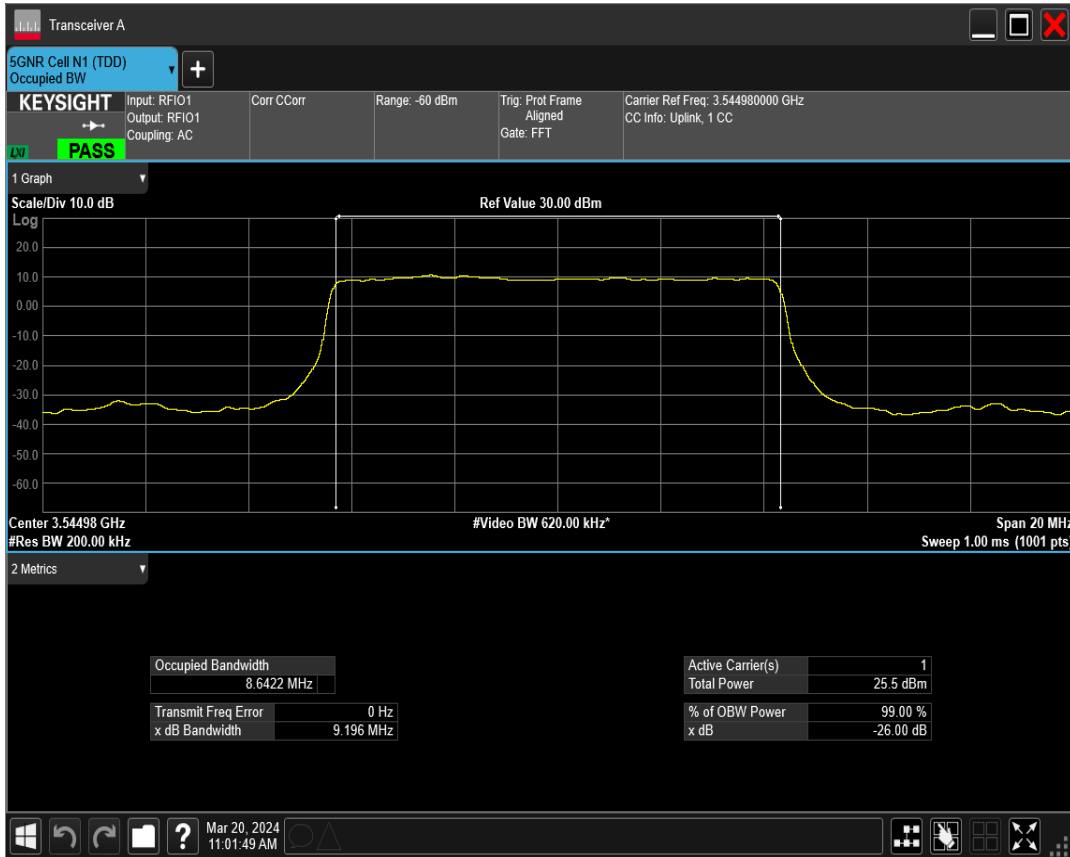 Transceiver A
5GNR Cell N1 (TDD)
Occupied BW
+
KEYSIGHT
LXI
PASS
Input: RFIO1
Output: RFIO1
Coupling: AC
Corr CCorr
Range: -60 dBm
Trig: Prot Frame
Aligned
Gate: FFT
Carrier Ref Freq: 3.544980000 GHz
CC Info: Uplink, 1 CC
1 Graph
Scale/Div 10.0 dB
Ref Value 30.00 dBm
Log
20.0
10.0
0.00
-10.0
-20.0
-30.0
-40.0
-50.0
-60.0
Center 3.54498 GHz
#Video BW 620.00 kHz*
Span 20 MHz
#Res BW 200.00 kHz
Sweep 1.00 ms (1001 pts)
2 Metrics
Occupied Bandwidth
8.6422 MHz
Transmit Freq Error 0 Hz
x dB Bandwidth 9.196 MHz
Active Carrier(s) 1
Total Power 25.5 dBm
% of OBW Power 99.00 %
x dB -26.00 dB
?
Mar 20, 2024
11:01:49 AM